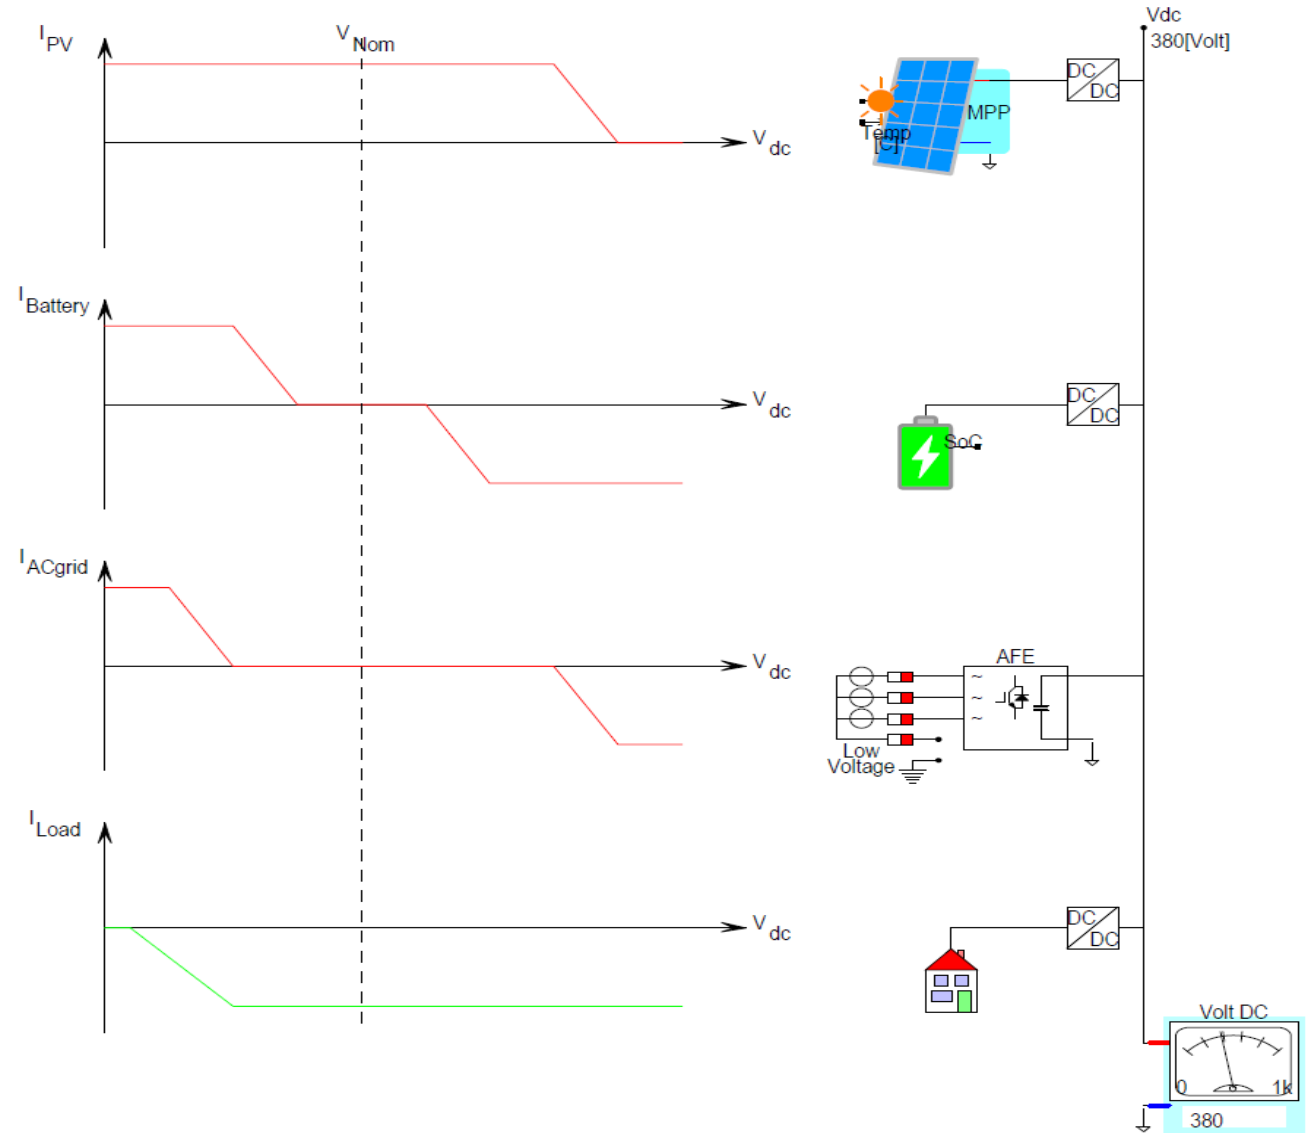 I PV
V Nom
V dc
I Battery
V dc
I ACgrid
V dc
I Load
V dc
Vdc
380[Volt]
DC
DC
MPP
Temp
[C]
DC
DC
SoC
AFE
~
~
~
Low
Voltage
DC
DC
Volt DC
0
1k
380